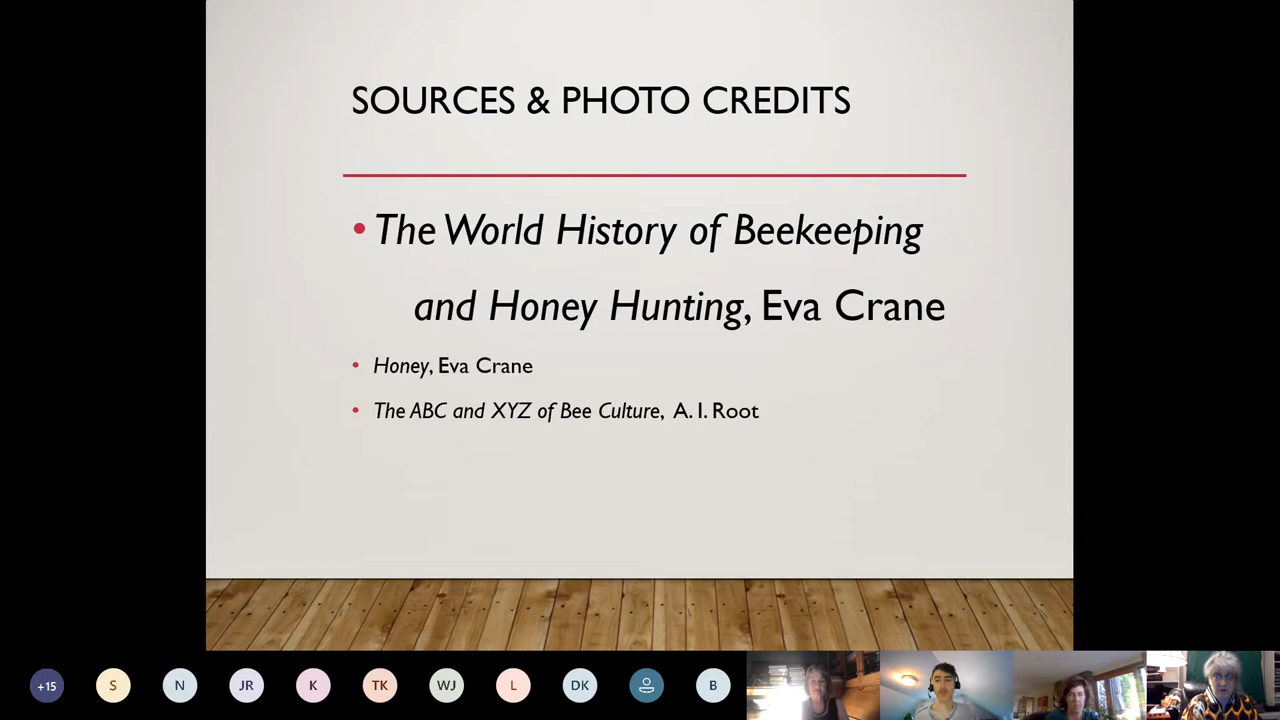 SOURCES & PHOTO CREDITS
• The World History of Beekeeping
and Honey Hunting, Eva Crane
• Honey, Eva Crane
• The ABC and XYZ of Bee Culture, A. I. Root
+15 S N JR K TK WJ L DK B